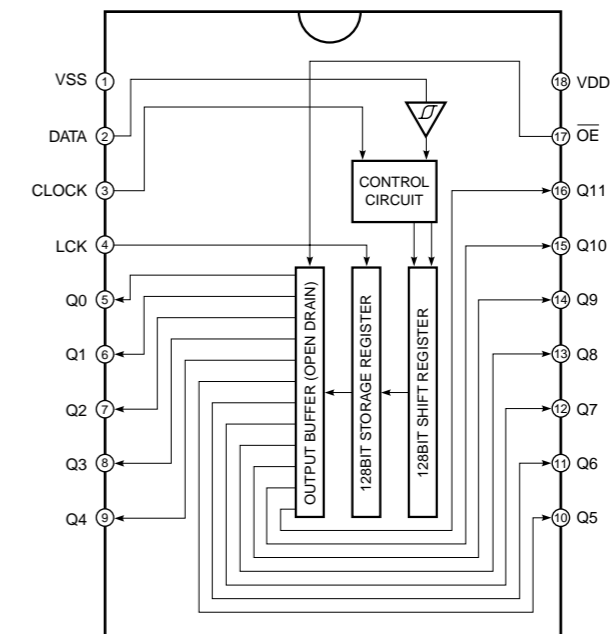 VSS 1
DATA 2
CLOCK 3
LCK 4
Q0 5
Q1 6
Q2 7
Q3 8
Q4 9
CONTROL
CIRCUIT
OUTPUT BUFFER (OPEN DRAIN)
128BIT STORAGE REGISTER
128BIT SHIFT REGISTER
18 VDD
17 OE
16 Q11
15 Q10
14 Q9
13 Q8
12 Q7
11 Q6
10 Q5